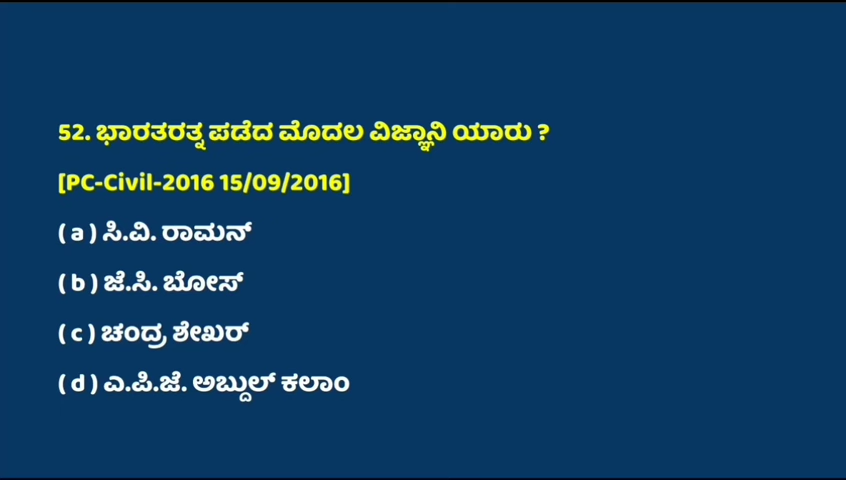 52. ಭಾರತರತ್ನ ಪಡೆದ ಮೊದಲ ವಿಜ್ಞಾನಿ ಯಾರು ?
[PC-Civil-2016 15/09/2016]
( a ) ಸಿ.ವಿ. ರಾಮನ್
( b ) ಜೆ.ಸಿ. ಬೋಸ್
( c ) ಚಂದ್ರ ಶೇಖರ್
( d ) ಎ.ಪಿ.ಜೆ. ಅಬ್ದುಲ್ ಕಲಾಂ